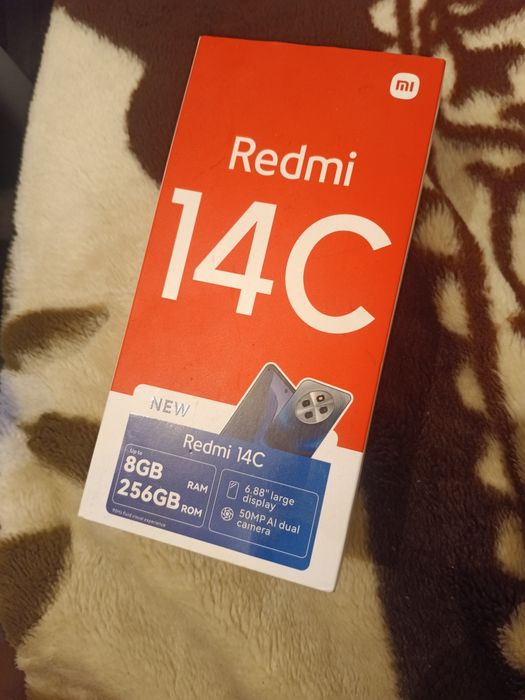 mi
Redmi
14C
NEW
Redmi 14C
Up to
8GB RAM
256GB ROM
6.88" large
display
50MP AI dual
camera